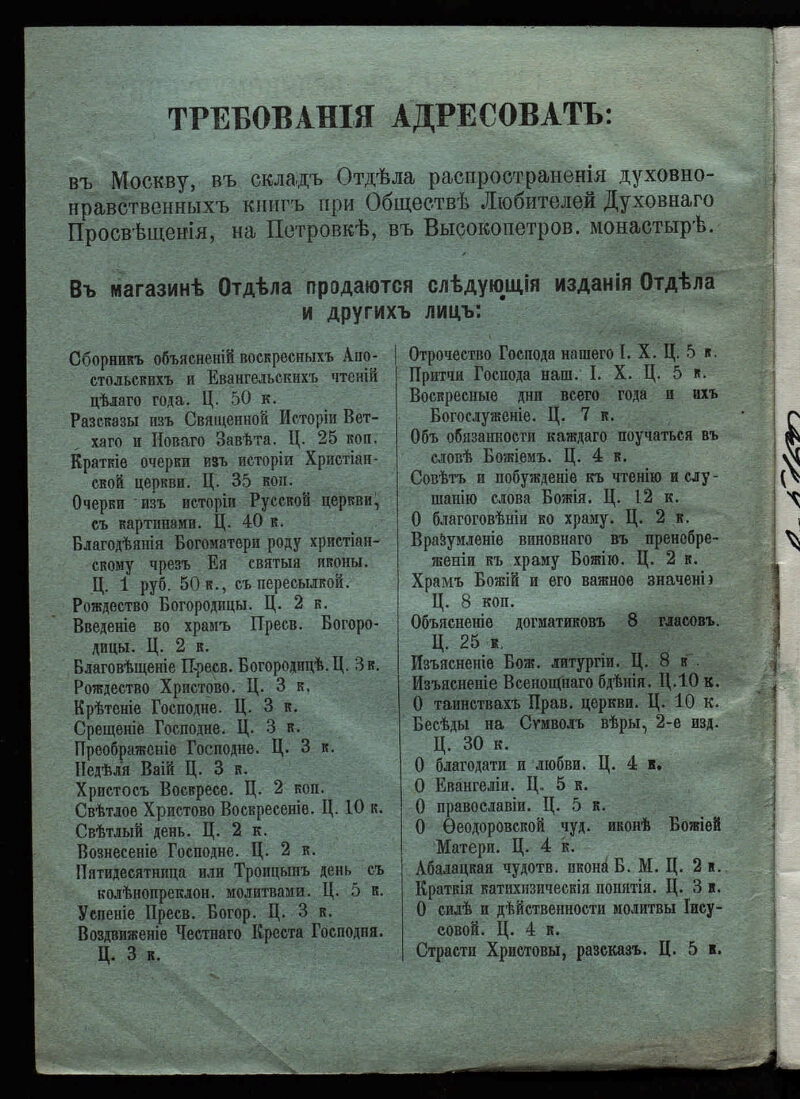 ТРЕБОВАНІЯ АДРЕСОВАТЬ:
въ Москву, въ складъ Отдѣла распространенія духовно-
нравственныхъ книгъ при Обществѣ Любителей Духовнаго
Просвѣщенія, на Петровкѣ, въ Высокопетров. монастырѣ.
Въ магазинѣ Отдѣла продаются слѣдующія изданія Отдѣла
и другихъ лицъ:
Сборникъ объясненій воскресныхъ Апо-
стольскихъ и Евангельскихъ чтеній
цѣлаго года. Ц. 50 к.
Разсказы изъ Священной Исторіи Вет-
хаго и Новаго Завѣта. Ц. 25 коп.
Краткіе очерки изъ исторіи Христіан-
ской церкви. Ц. 35 коп.
Очерки изъ исторіи Русской церкви,
съ картинами. Ц. 40 к.
Благодѣянія Богоматери роду христіан-
скому чрезъ Ея святыя иконы.
Ц. 1 руб. 50 к., съ пересылкой.
Рождество Богородицы. Ц. 2 к.
Введеніе во храмъ Пресв. Богоро-
дицы. Ц. 2 к.
Благовѣщеніе Пресв. Богородицѣ. Ц. 3 к.
Рождество Христово. Ц. 3 к.
Крѣтеніе Господне. Ц. 3 к.
Срещеніе Господне. Ц. 3 к.
Преображеніе Господне. Ц. 3 к.
Недѣля Ваій Ц. 3 к.
Христосъ Воскресе. Ц. 2 коп.
Свѣтлое Христово Воскресеніе. Ц. 10 к.
Свѣтлый день. Ц. 2 к.
Вознесеніе Господне. Ц. 2 к.
Пятидесятница или Троицынъ день съ
колѣнопреклон. молитвами. Ц. 5 к.
Успеніе Пресв. Богор. Ц. 3 к.
Воздвиженіе Честнаго Креста Господня.
Ц. 3 к.
Отрочество Господа нашего І. Х. Ц. 5 к.
Притчи Господа наш. І. Х. Ц. 5 к.
Воскресные дни всего года и ихъ
Богослуженіе. Ц. 7 к.
Объ обязанности каждаго поучаться въ
словѣ Божіемъ. Ц. 4 к.
Совѣтъ и побужденіе къ чтенію и слу-
шанію слова Божія. Ц. 12 к.
О благоговѣніи ко храму. Ц. 2 к.
Вразумленіе виновнаго въ пренебре-
женіи къ храму Божію. Ц. 2 к.
Храмъ Божій и его важное значеніе
Ц. 8 коп.
Объясненіе догматиковъ 8 гласовъ.
Ц. 25 к.
Изъясненіе Бож. литургіи. Ц. 8 к.
Изъясненіе Всенощнаго бдѣнія. Ц. 10 к.
О таинствахъ Прав. церкви. Ц. 10 к.
Бесѣды на Сѵмволъ вѣры, 2-е изд.
Ц. 30 к.
О благодати и любви. Ц. 4 к.
О Евангеліи. Ц. 5 к.
О православіи. Ц. 5 к.
О Ѳеодоровской чуд. иконѣ Божіей
Матери. Ц. 4 к.
Абалацкая чудотв. икона Б. М. Ц. 2 к.
Краткія катихизическія понятія. Ц. 3 к.
О силѣ и дѣйственности молитвы Іису-
совой. Ц. 4 к.
Страсти Христовы, разсказъ. Ц. 5 к.